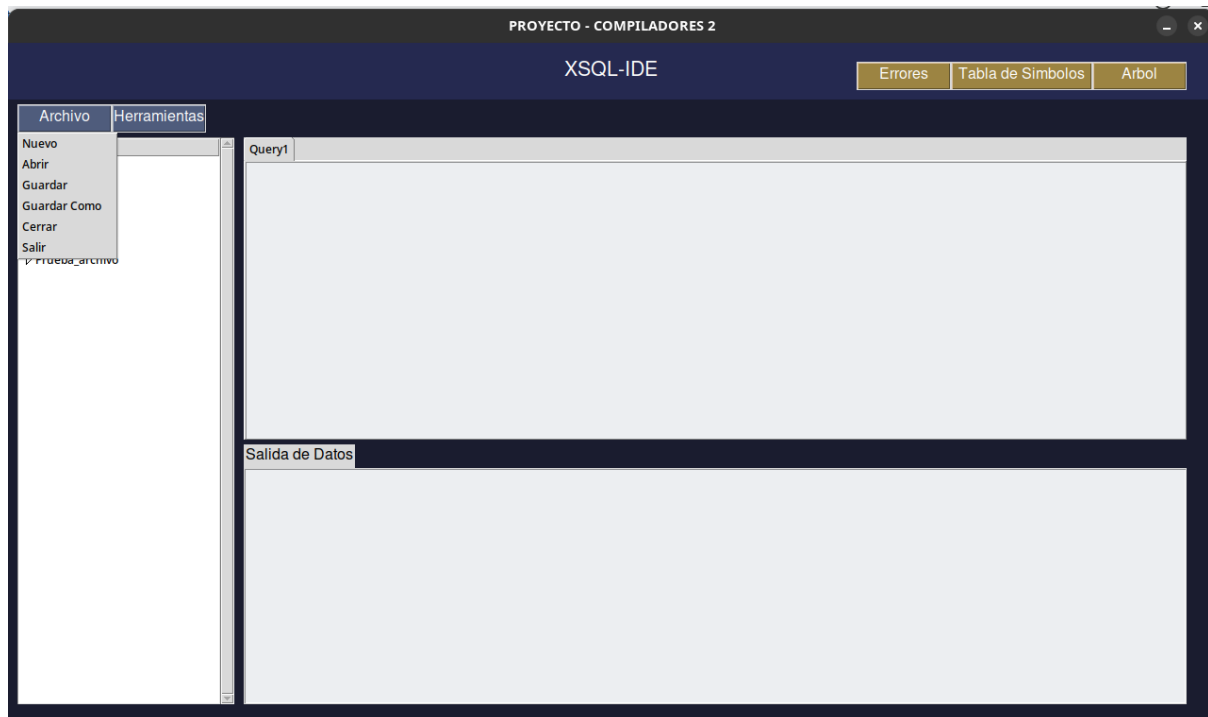 PROYECTO - COMPILADORES 2
XSQL-IDE
Errores
Tabla de Simbolos
Arbol
Archivo
Herramientas
Nuevo
Abrir
Guardar
Guardar Como
Cerrar
Salir
Prueba_archivo
Query1
Salida de Datos